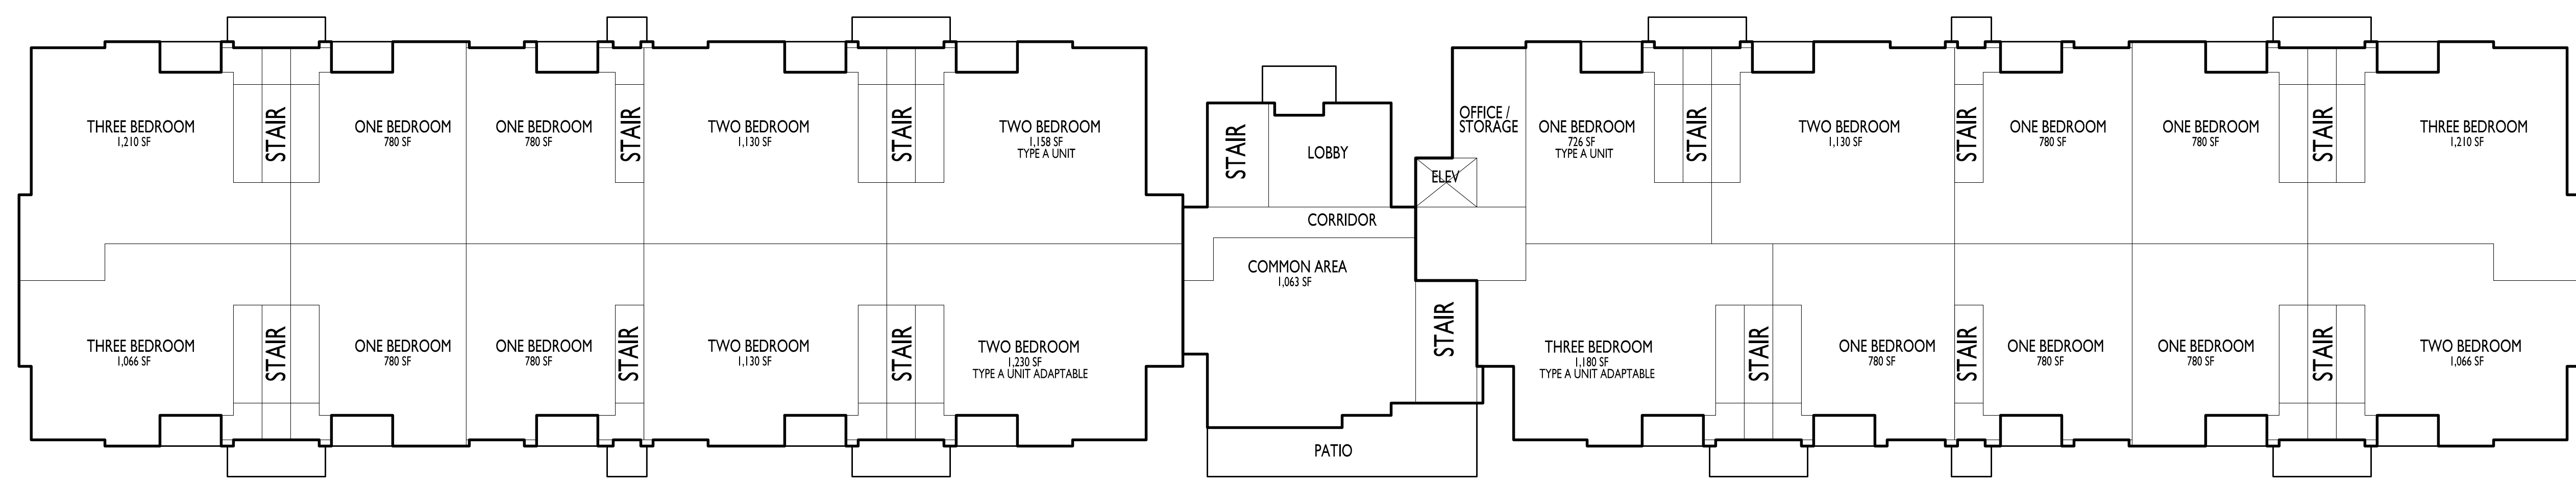 THREE BEDROOM
1,210 SF
STAIR
ONE BEDROOM
780 SF
ONE BEDROOM
780 SF
STAIR
TWO BEDROOM
1,130 SF
STAIR
TWO BEDROOM
1,158 SF
TYPE A UNIT
STAIR
LOBBY
ELEV
OFFICE /
STORAGE
ONE BEDROOM
726 SF
TYPE A UNIT
STAIR
TWO BEDROOM
1,130 SF
STAIR
ONE BEDROOM
780 SF
ONE BEDROOM
780 SF
STAIR
THREE BEDROOM
1,210 SF
CORRIDOR
COMMON AREA
1,063 SF
THREE BEDROOM
1,066 SF
STAIR
ONE BEDROOM
780 SF
ONE BEDROOM
780 SF
STAIR
TWO BEDROOM
1,130 SF
STAIR
TWO BEDROOM
1,230 SF
TYPE A UNIT ADAPTABLE
STAIR
THREE BEDROOM
1,180 SF
TYPE A UNIT ADAPTABLE
STAIR
ONE BEDROOM
780 SF
STAIR
ONE BEDROOM
780 SF
ONE BEDROOM
780 SF
STAIR
TWO BEDROOM
1,066 SF
PATIO